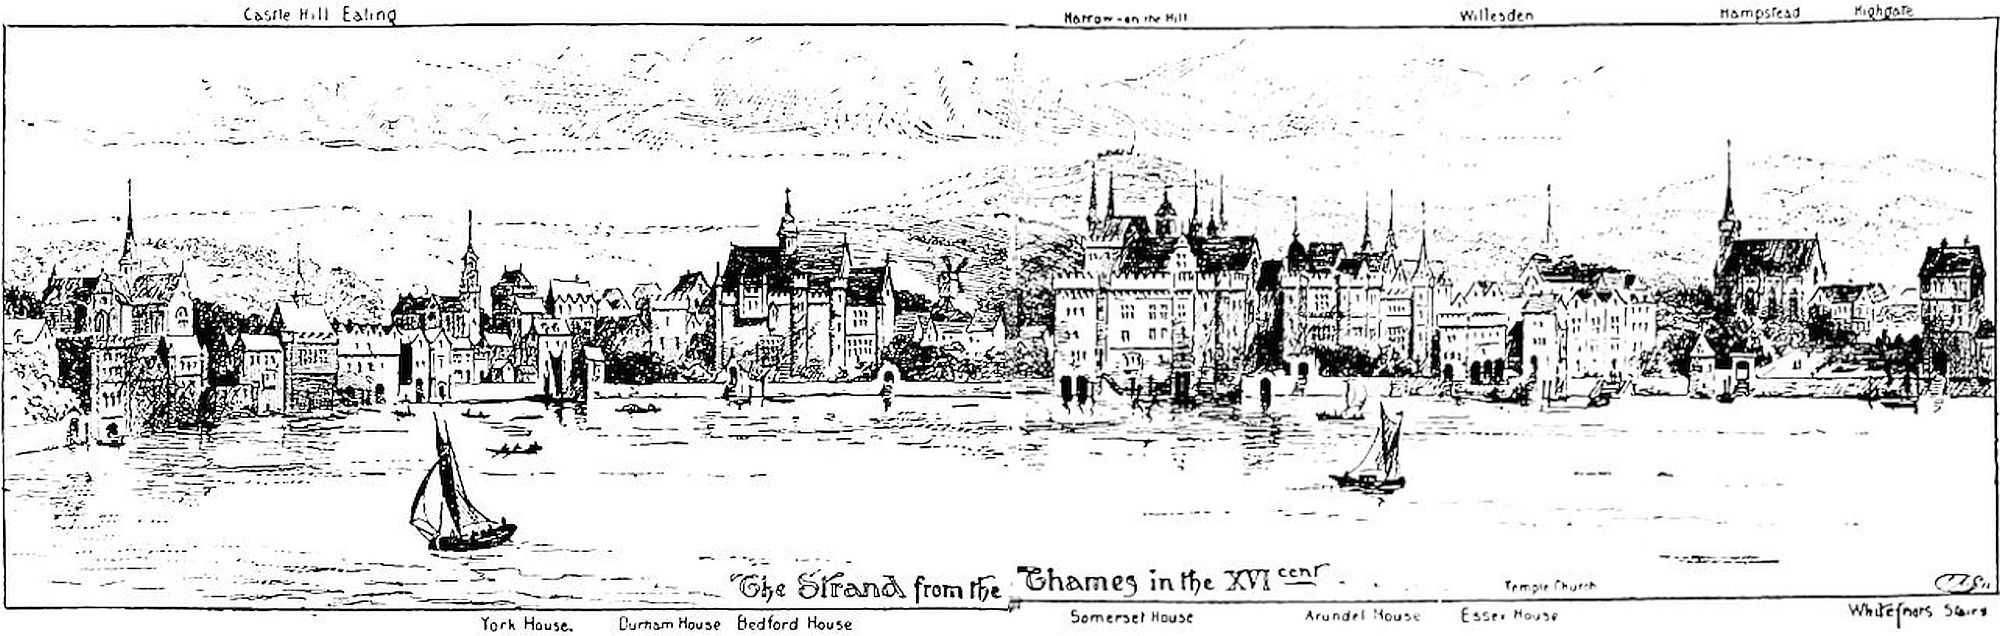 Castle Hill Ealing
Harrow-on the Hill
Willesden
Hampstead
Highgate
The Strand from the Thames in the XVI cent
Temple Church
York House.
Durham House
Bedford House
Somerset House
Arundel House
Essex House
Whitefriars Stairs